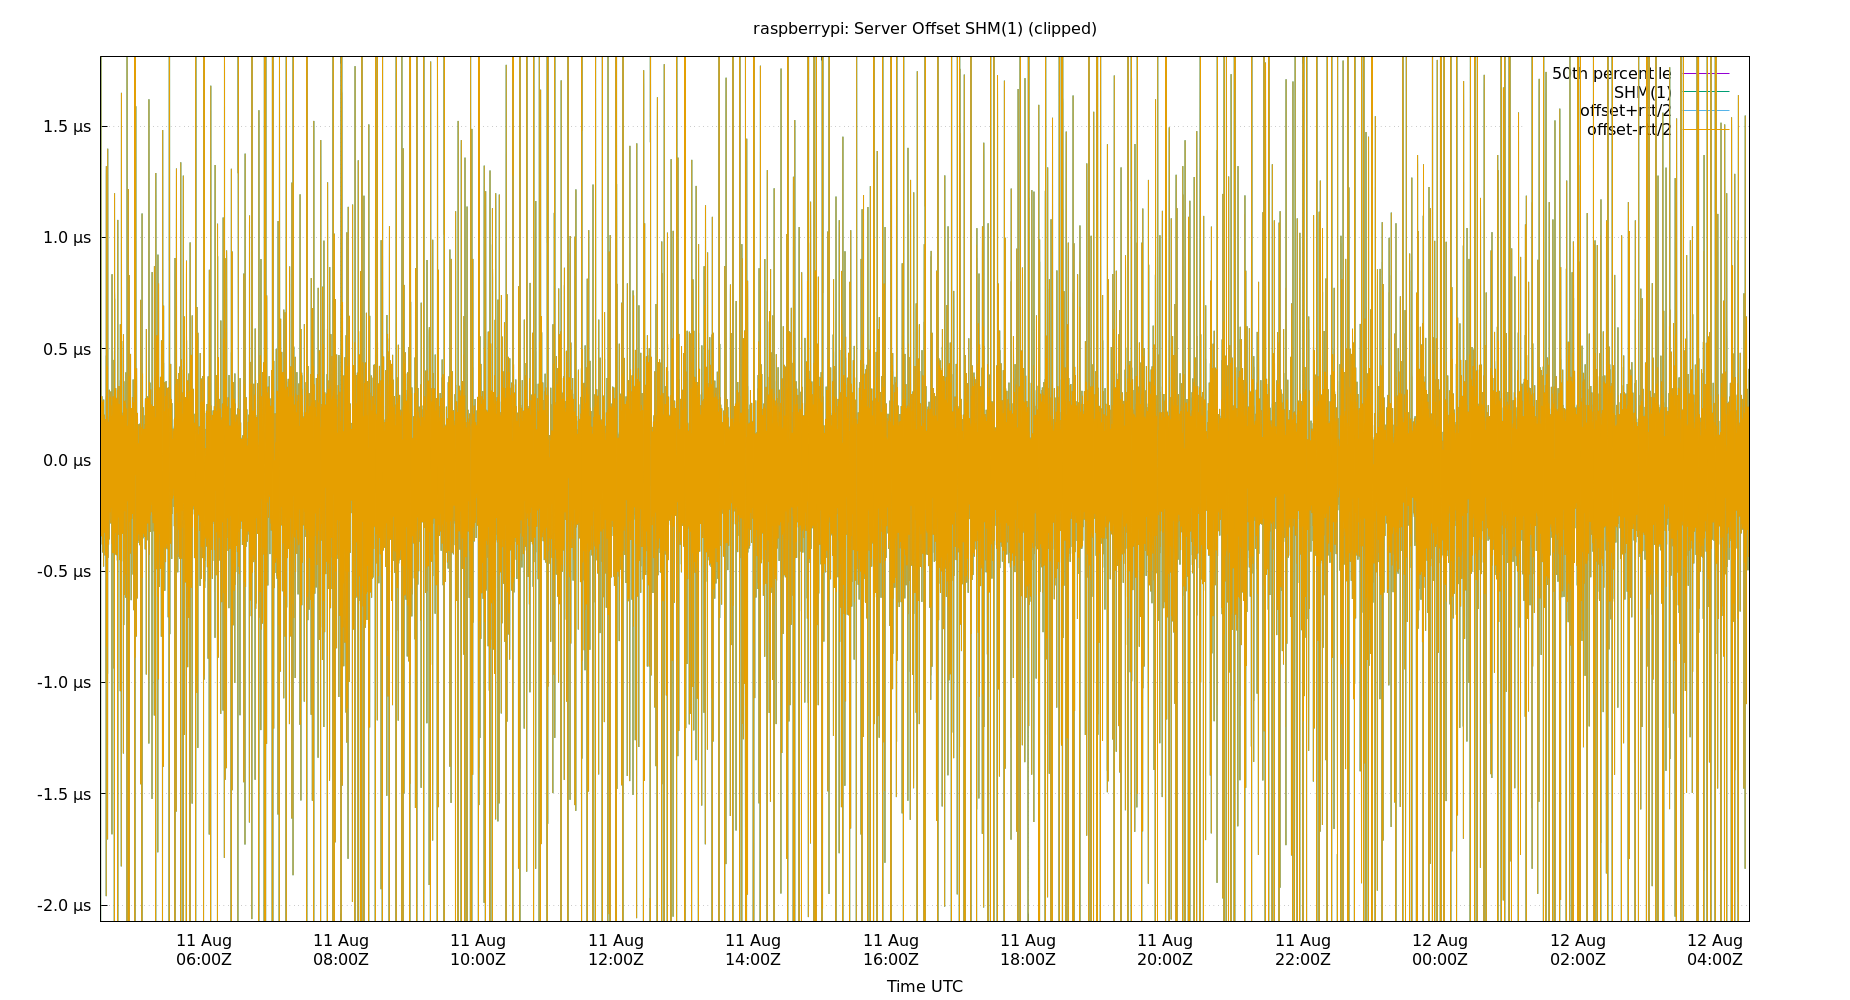 raspberrypi: Server Offset SHM(1) (clipped)
50th percentile
SHM(1)
offset+rtt/2
offset-rtt/2
1.5 µs
1.0 µs
0.5 µs
0.0 µs
-0.5 µs
-1.0 µs
-1.5 µs
-2.0 µs
11 Aug 11 Aug 11 Aug 11 Aug 11 Aug 11 Aug 11 Aug 11 Aug 11 Aug 12 Aug 12 Aug 12 Aug
06:00Z 08:00Z 10:00Z 12:00Z 14:00Z 16:00Z 18:00Z 20:00Z 22:00Z 00:00Z 02:00Z 04:00Z
Time UTC